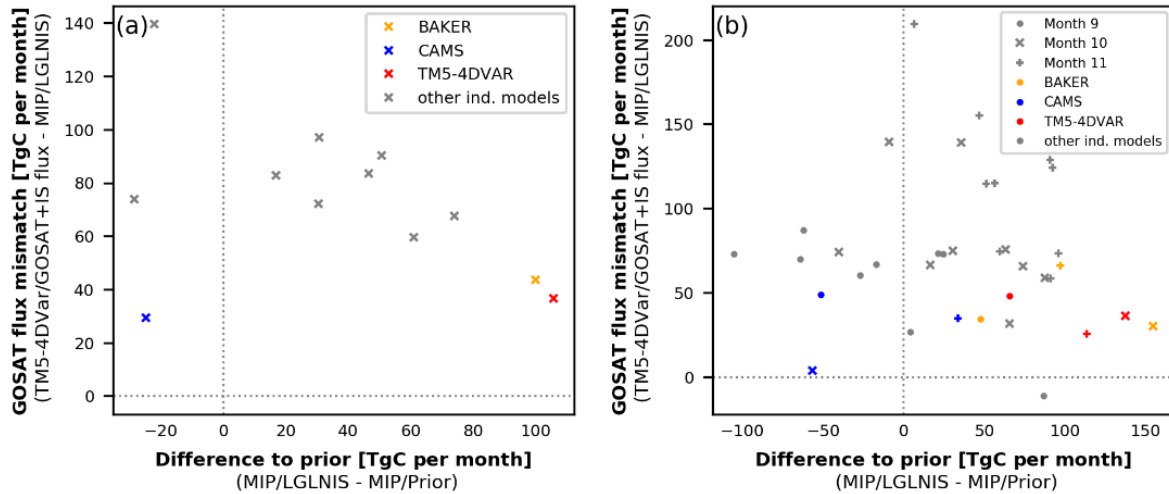 (a)
BAKER
CAMS
TM5-4DVAR
other ind. models
GOSAT flux mismatch [TgC per month]
(TM5-4DVar/GOSAT+IS flux - MIP/LGLNIS)
140
120
100
80
60
40
20
0
−20
0
20
40
60
80
100
Difference to prior [TgC per month]
(MIP/LGLNIS - MIP/Prior)
(b)
Month 9
Month 10
Month 11
BAKER
CAMS
TM5-4DVAR
other ind. models
GOSAT flux mismatch [TgC per month]
(TM5-4DVar/GOSAT+IS flux - MIP/LGLNIS)
200
150
100
50
0
−100
−50
0
50
100
150
Difference to prior [TgC per month]
(MIP/LGLNIS - MIP/Prior)